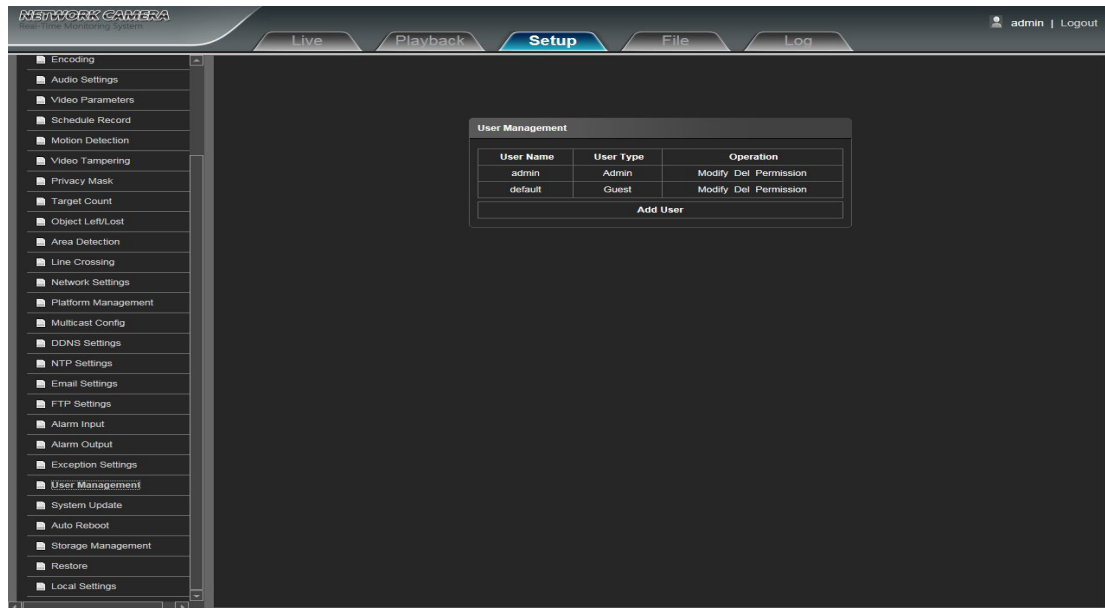 NETWORK CAMERA
Real-Time Monitoring System
Live
Playback
Setup
File
Log
admin | Logout
Encoding
Audio Settings
Video Parameters
Schedule Record
Motion Detection
Video Tampering
Privacy Mask
Target Count
Object Left/Lost
Area Detection
Line Crossing
Network Settings
Platform Management
Multicast Config
DDNS Settings
NTP Settings
Email Settings
FTP Settings
Alarm Input
Alarm Output
Exception Settings
User Management
System Update
Auto Reboot
Storage Management
Restore
Local Settings
User Management
User Name User Type Operation
admin Admin Modify Del Permission
default Guest Modify Del Permission
Add User